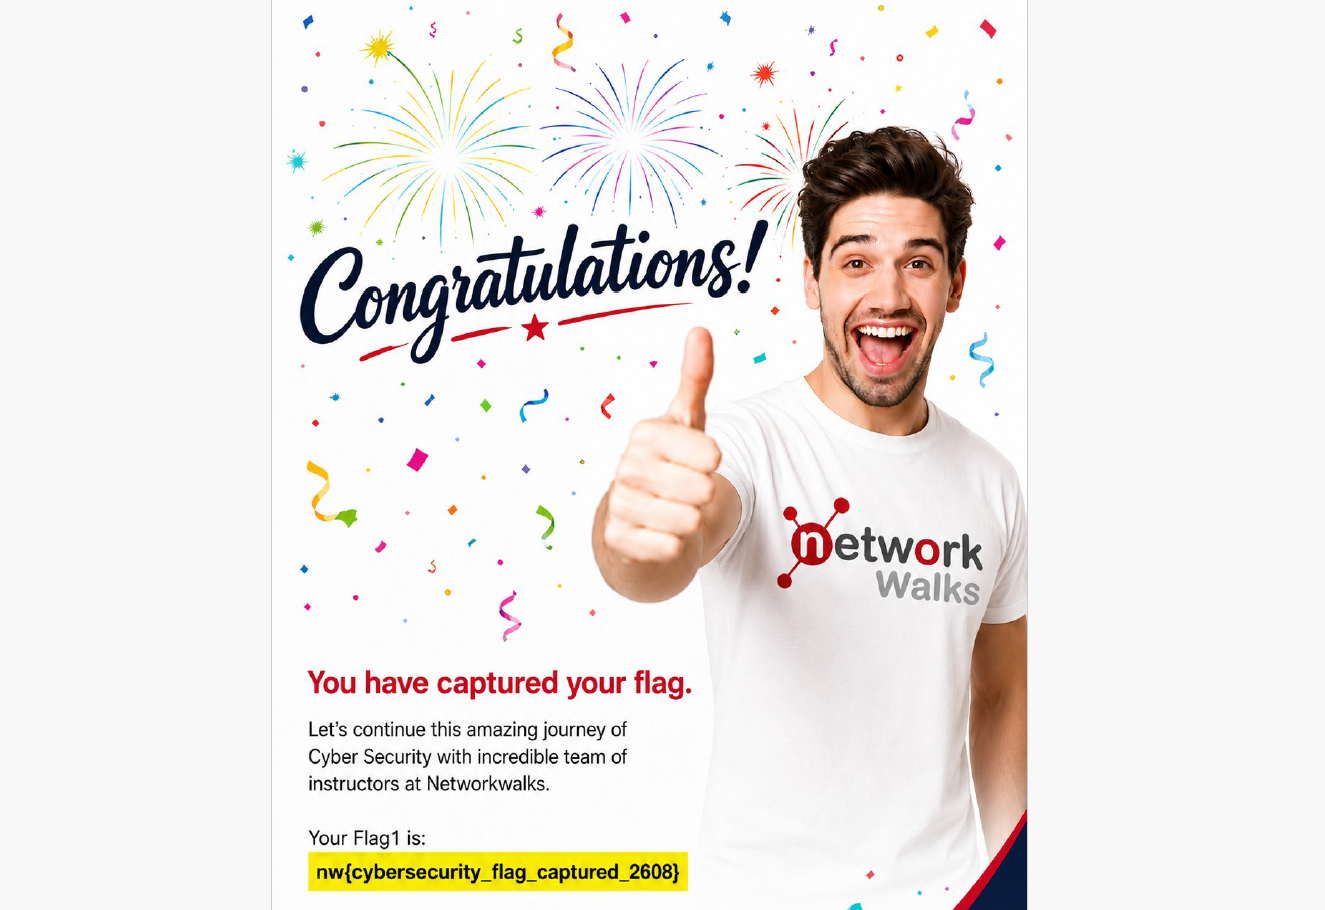 Congratulations!
network
Walks
You have captured your flag.
Let's continue this amazing journey of
Cyber Security with incredible team of
instructors at Networkwalks.
Your Flag1 is:
nw{cybersecurity_flag_captured_2608}